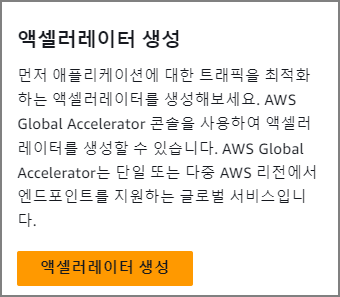 액셀러레이터 생성
먼저 애플리케이션에 대한 트래픽을 최적화
하는 액셀러레이터를 생성해보세요. AWS
Global Accelerator 콘솔을 사용하여 액셀러
레이터를 생성할 수 있습니다. AWS Global
Accelerator는 단일 또는 다중 AWS 리전에서
엔드포인트를 지원하는 글로벌 서비스입니
다.
액셀러레이터 생성